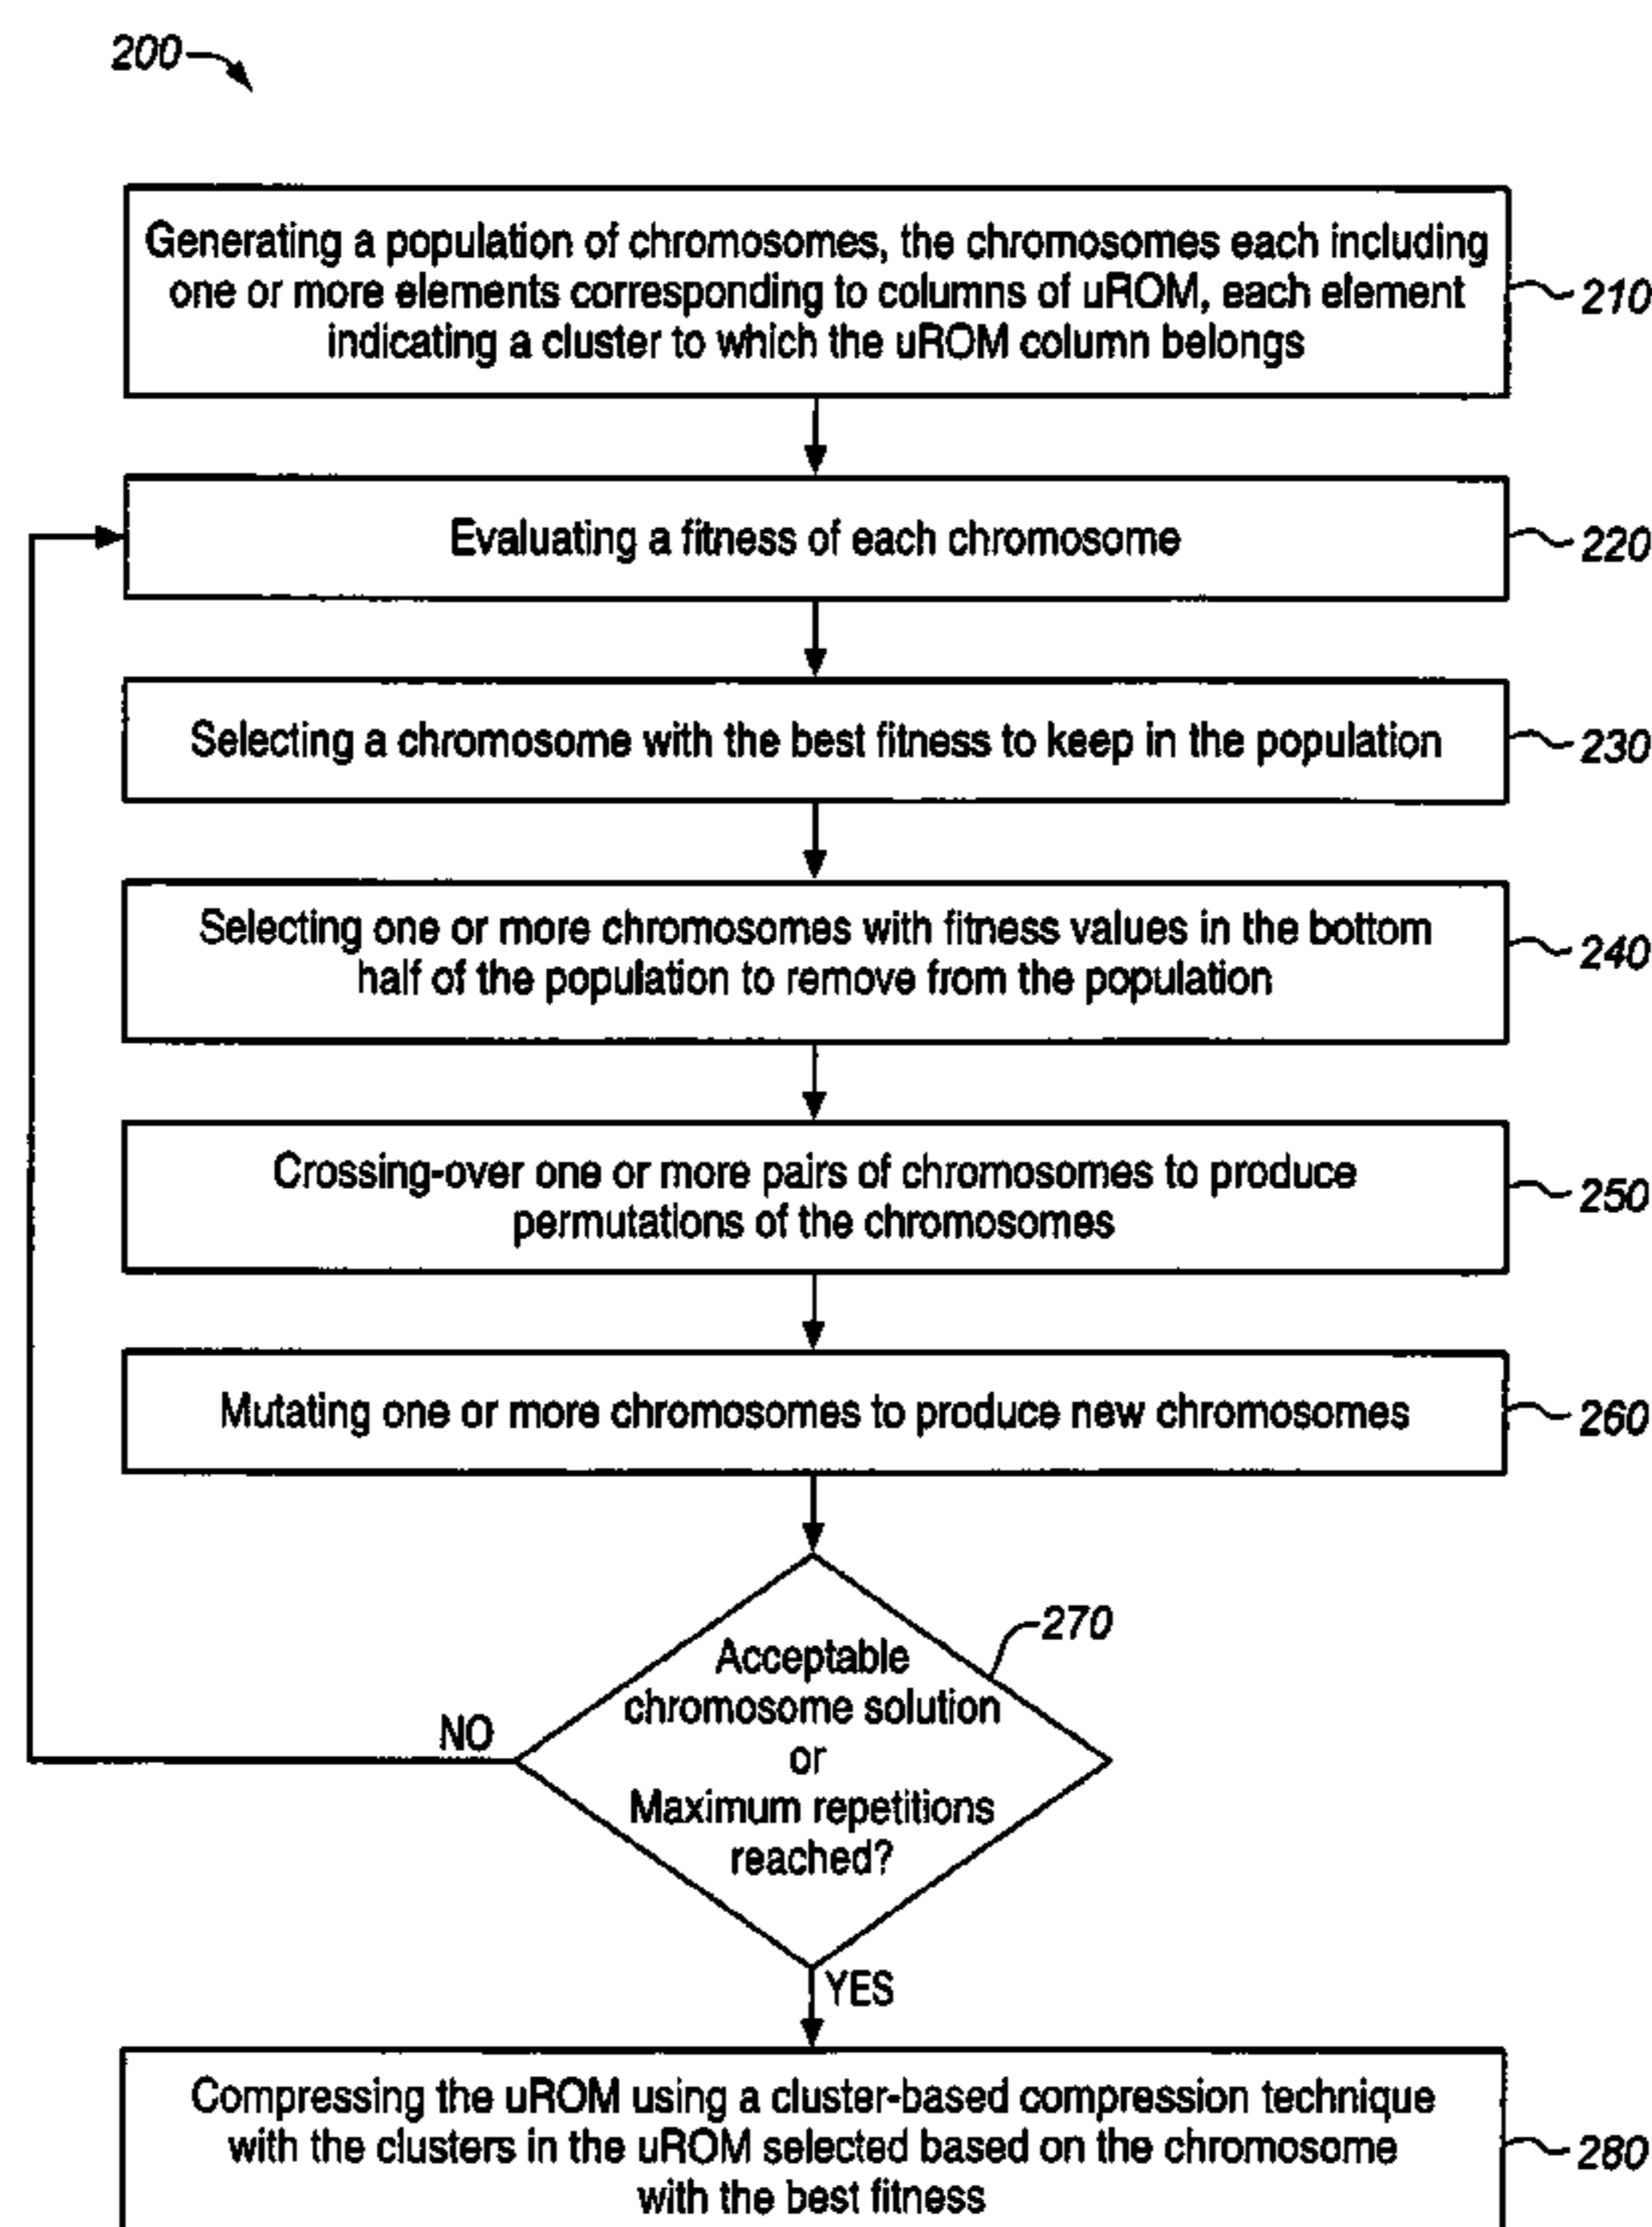 200
Generating a population of chromosomes, the chromosomes each including
one or more elements corresponding to columns of uROM, each element
indicating a cluster to which the uROM column belongs
210
Evaluating a fitness of each chromosome
220
Selecting a chromosome with the best fitness to keep in the population
230
Selecting one or more chromosomes with fitness values in the bottom
half of the population to remove from the population
240
Crossing-over one or more pairs of chromosomes to produce
permutations of the chromosomes
250
Mutating one or more chromosomes to produce new chromosomes
260
270
Acceptable
chromosome solution
or
Maximum repetitions
reached?
NO
YES
Compressing the uROM using a cluster-based compression technique
with the clusters in the uROM selected based on the chromosome
with the best fitness
280